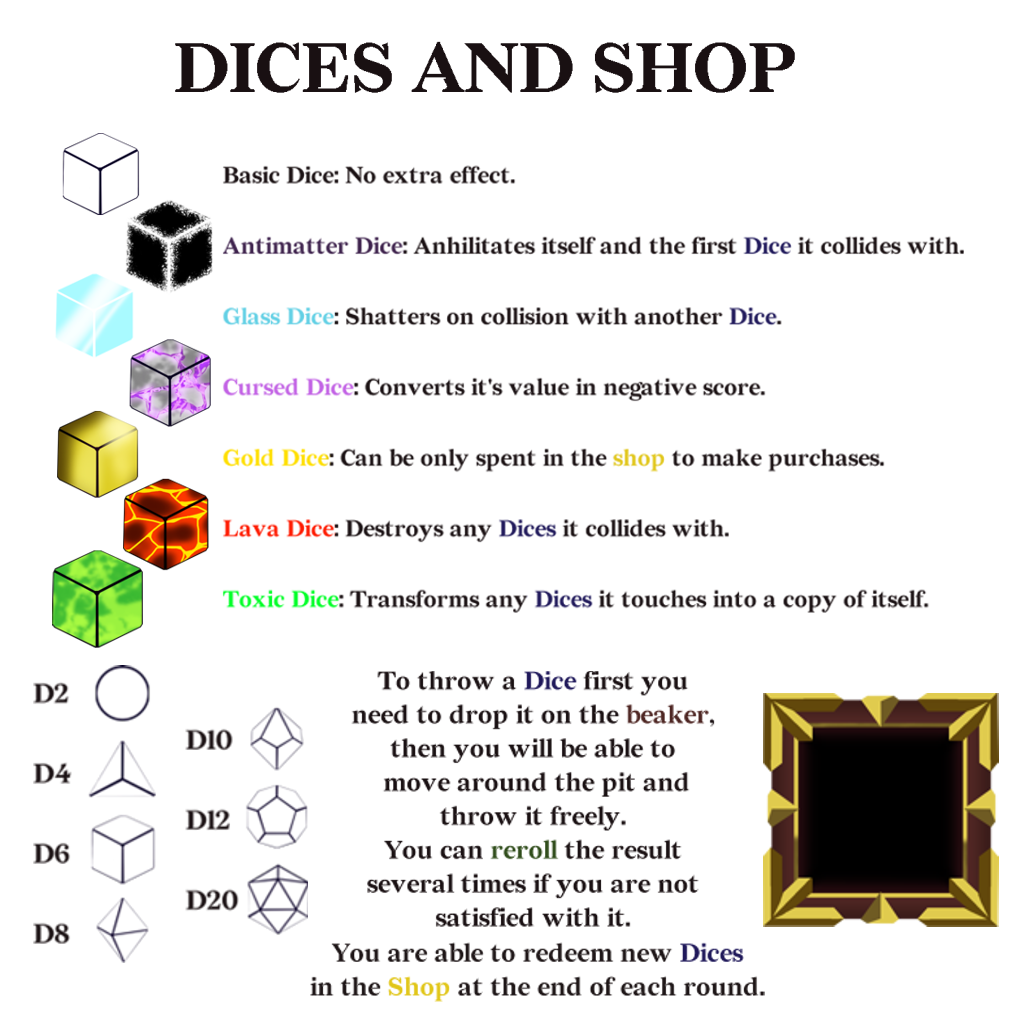 DICES AND SHOP
Basic Dice: No extra effect.
Antimatter Dice: Anhilitates itself and the first Dice it collides with.
Glass Dice: Shatters on collision with another Dice.
Cursed Dice: Converts it's value in negative score.
Gold Dice: Can be only spent in the shop to make purchases.
Lava Dice: Destroys any Dices it collides with.
Toxic Dice: Transforms any Dices it touches into a copy of itself.
D2
D4
D6
D8
D10
D12
D20
To throw a Dice first you
need to drop it on the beaker,
then you will be able to
move around the pit and
throw it freely.
You can reroll the result
several times if you are not
satisfied with it.
You are able to redeem new Dices
in the Shop at the end of each round.